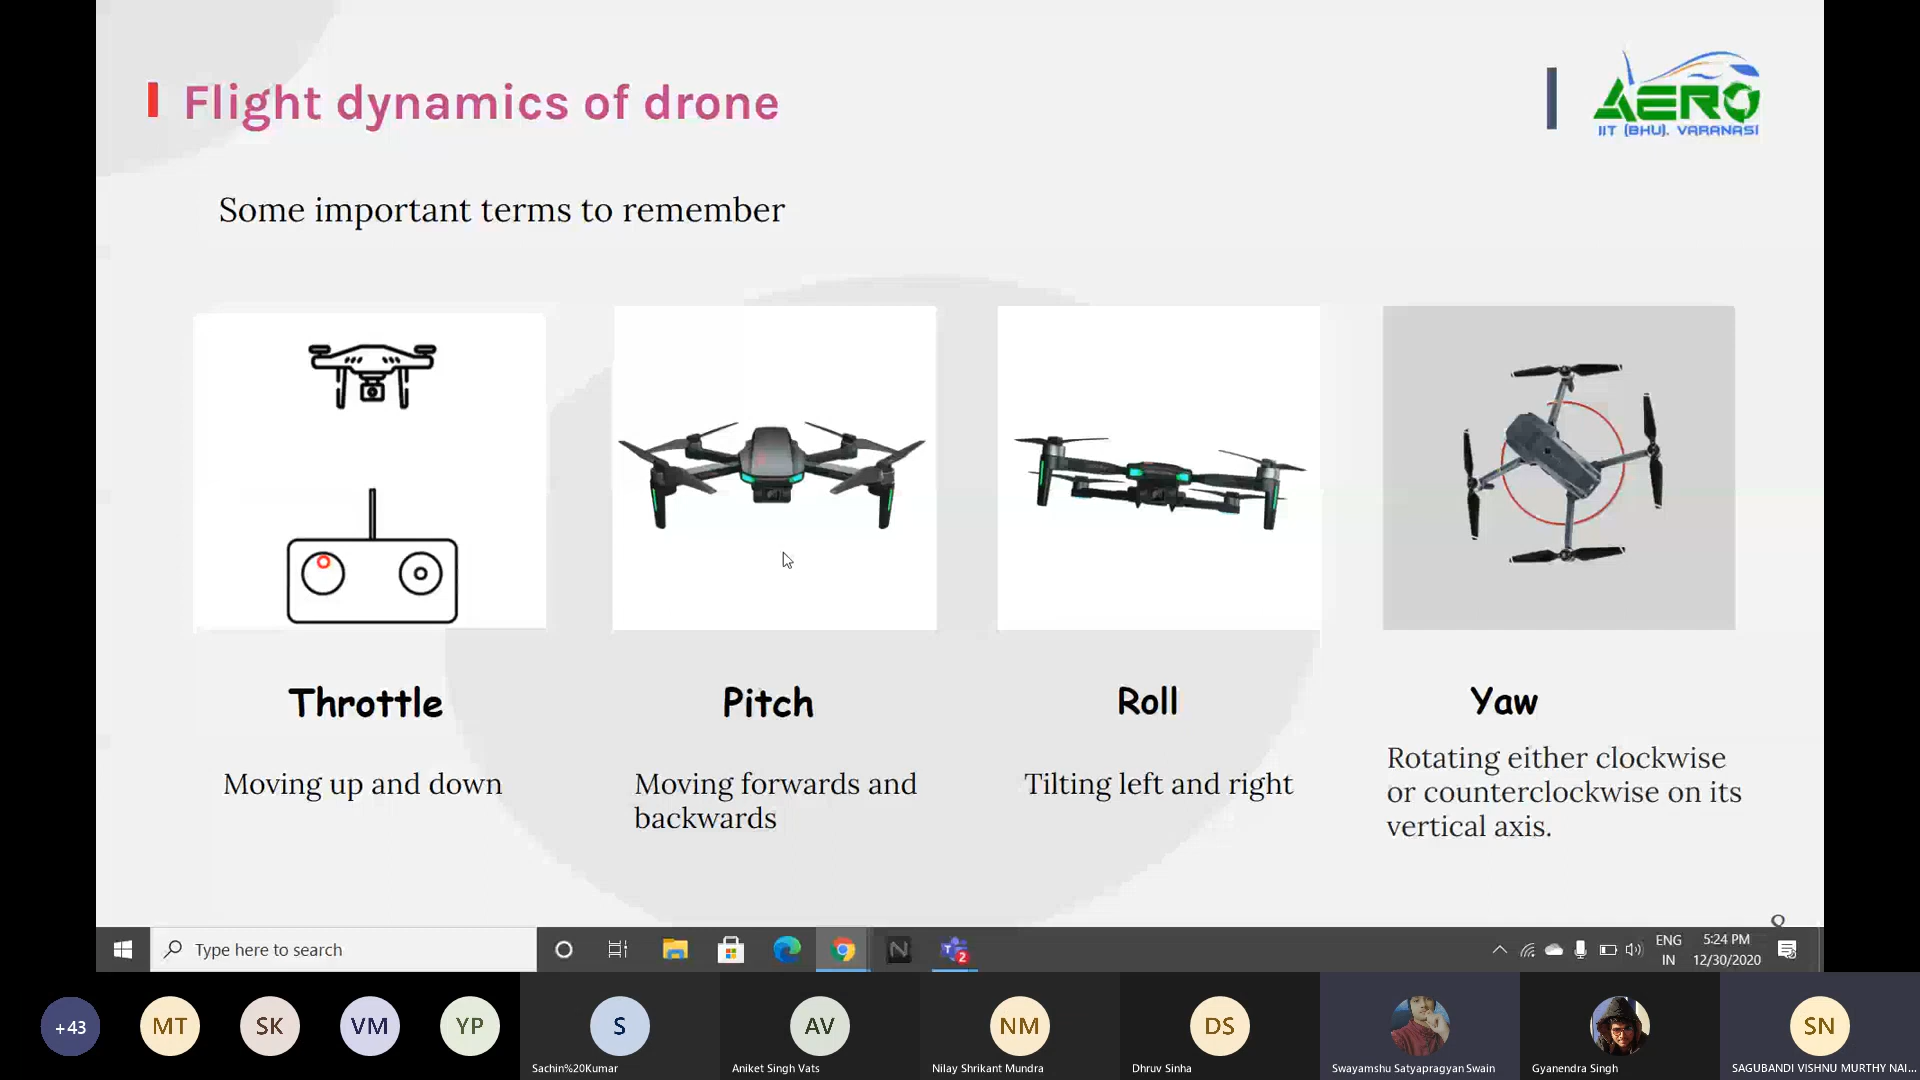 Flight dynamics of drone
AERO
IIT (BHU), VARANASI
Some important terms to remember
Throttle
Pitch
Roll
Yaw
Moving up and down
Moving forwards and
backwards
Tilting left and right
Rotating either clockwise
or counterclockwise on its
vertical axis.
Type here to search
N
2
ENG
IN
5:24 PM
12/30/2020
+43
MT
SK
VM
YP
S
AV
NM
DS
SN
Sachin%20Kumar
Aniket Singh Vats
Nilay Shrikant Mundra
Dhruv Sinha
Swayamshu Satyapragyan Swain
Gyanendra Singh
SAGUBANDI VISHNU MURTHY NAI...